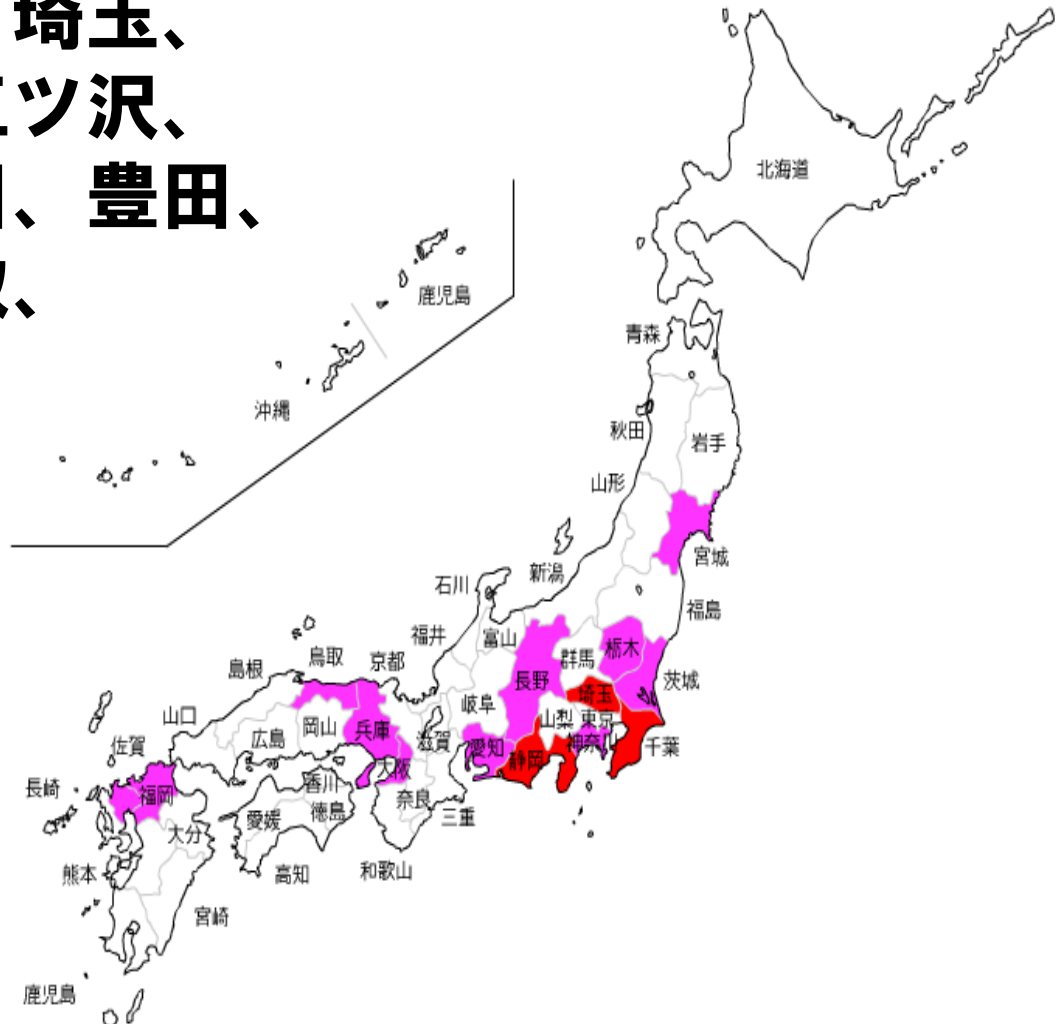 埼玉、
ツ沢、
、豊田、
、
北海道
鹿児島
青森
沖縄
秋田
岩手
山形
宮城
新潟
石川
福島
福井
富山
栃木
鳥取
京都
群馬
島根
長野
茨城
埼玉
岐阜
山口
岡山
山梨
東京
兵庫
広島
滋賀
愛知
神奈
千葉
佐賀
静岡
大阪
香川
長崎
福岡
奈良
徳島
三重
愛媛
大分
熊本
高知
和歌山
宮崎
鹿児島